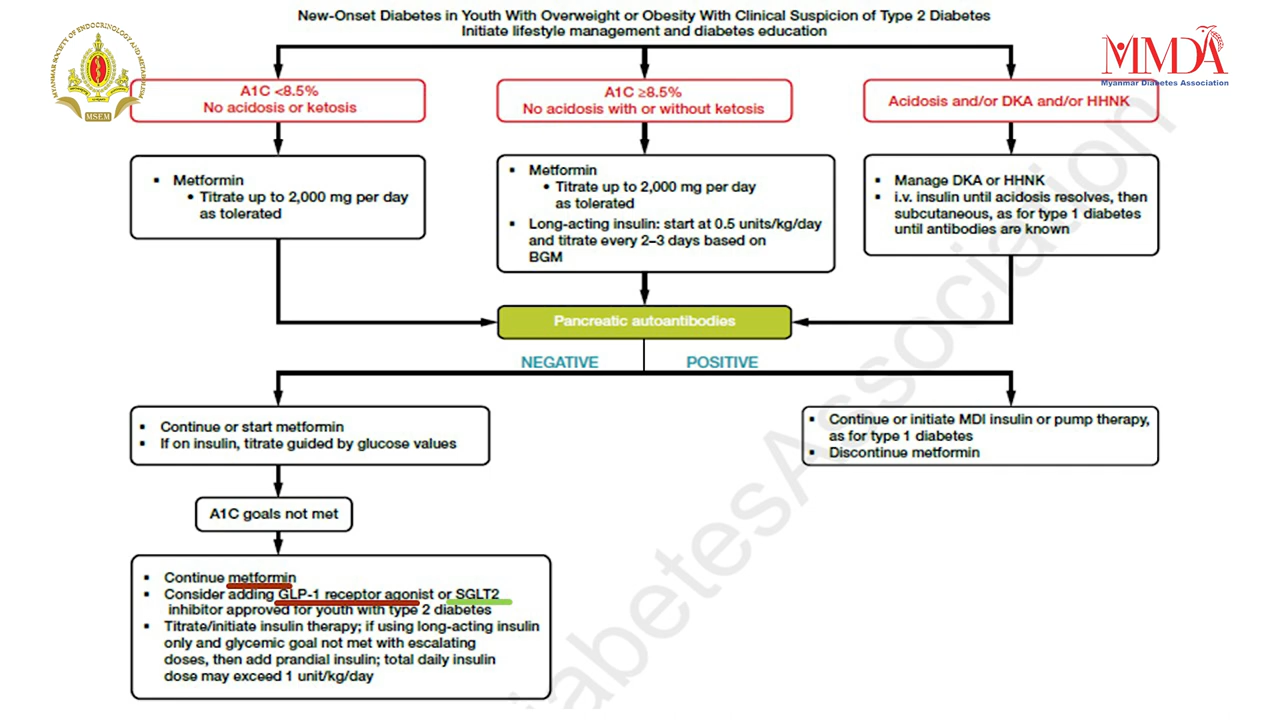 New-Onset Diabetes in Youth With Overweight or Obesity With Clinical Suspicion of Type 2 Diabetes
Initiate lifestyle management and diabetes education
MYANMAR SOCIETY OF ENDOCRINOLOGY AND METABOLISM
MSEM
MMDA
Myanmar Diabetes Association
A1C <8.5%
No acidosis or ketosis
A1C ≥8.5%
No acidosis with or without ketosis
Acidosis and/or DKA and/or HHNK
▪ Metformin
• Titrate up to 2,000 mg per day
as tolerated
▪ Metformin
• Titrate up to 2,000 mg per day
as tolerated
▪ Long-acting insulin: start at 0.5 units/kg/day
and titrate every 2–3 days based on
BGM
▪ Manage DKA or HHNK
▪ i.v. insulin until acidosis resolves, then
subcutaneous, as for type 1 diabetes
until antibodies are known
Pancreatic autoantibodies
NEGATIVE
POSITIVE
▪ Continue or start metformin
▪ If on insulin, titrate guided by glucose values
▪ Continue or initiate MDI insulin or pump therapy,
as for type 1 diabetes
▪ Discontinue metformin
A1C goals not met
▪ Continue metformin
▪ Consider adding GLP-1 receptor agonist or SGLT2
inhibitor approved for youth with type 2 diabetes
▪ Titrate/initiate insulin therapy; if using long-acting insulin
only and glycemic goal not met with escalating
doses, then add prandial insulin; total daily insulin
dose may exceed 1 unit/kg/day
DiabetesAssociation